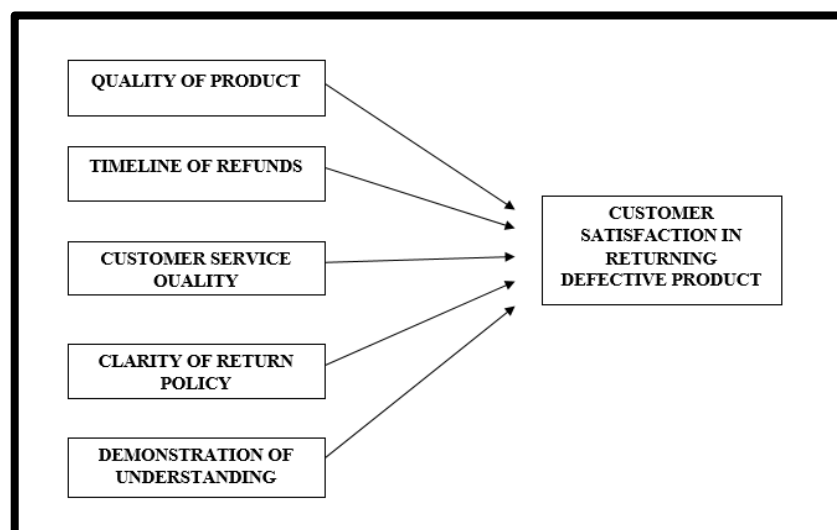 QUALITY OF PRODUCT
TIMELINE OF REFUNDS
CUSTOMER SERVICE
QUALITY
CLARITY OF RETURN
POLICY
DEMONSTRATION OF
UNDERSTANDING
CUSTOMER
SATISFACTION IN
RETURNING
DEFECTIVE PRODUCT